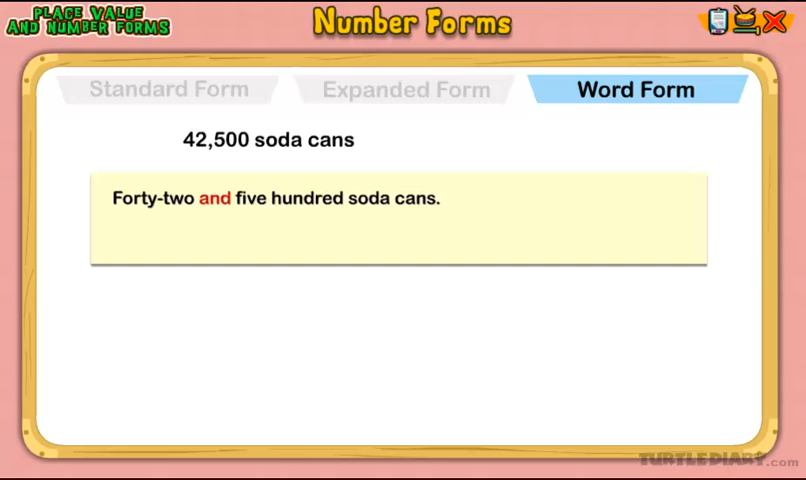 PLACE VALUE
AND NUMBER FORMS
Number Forms
Standard Form
Expanded Form
Word Form
42,500 soda cans
Forty-two and five hundred soda cans.
TURTLEDIARY.com